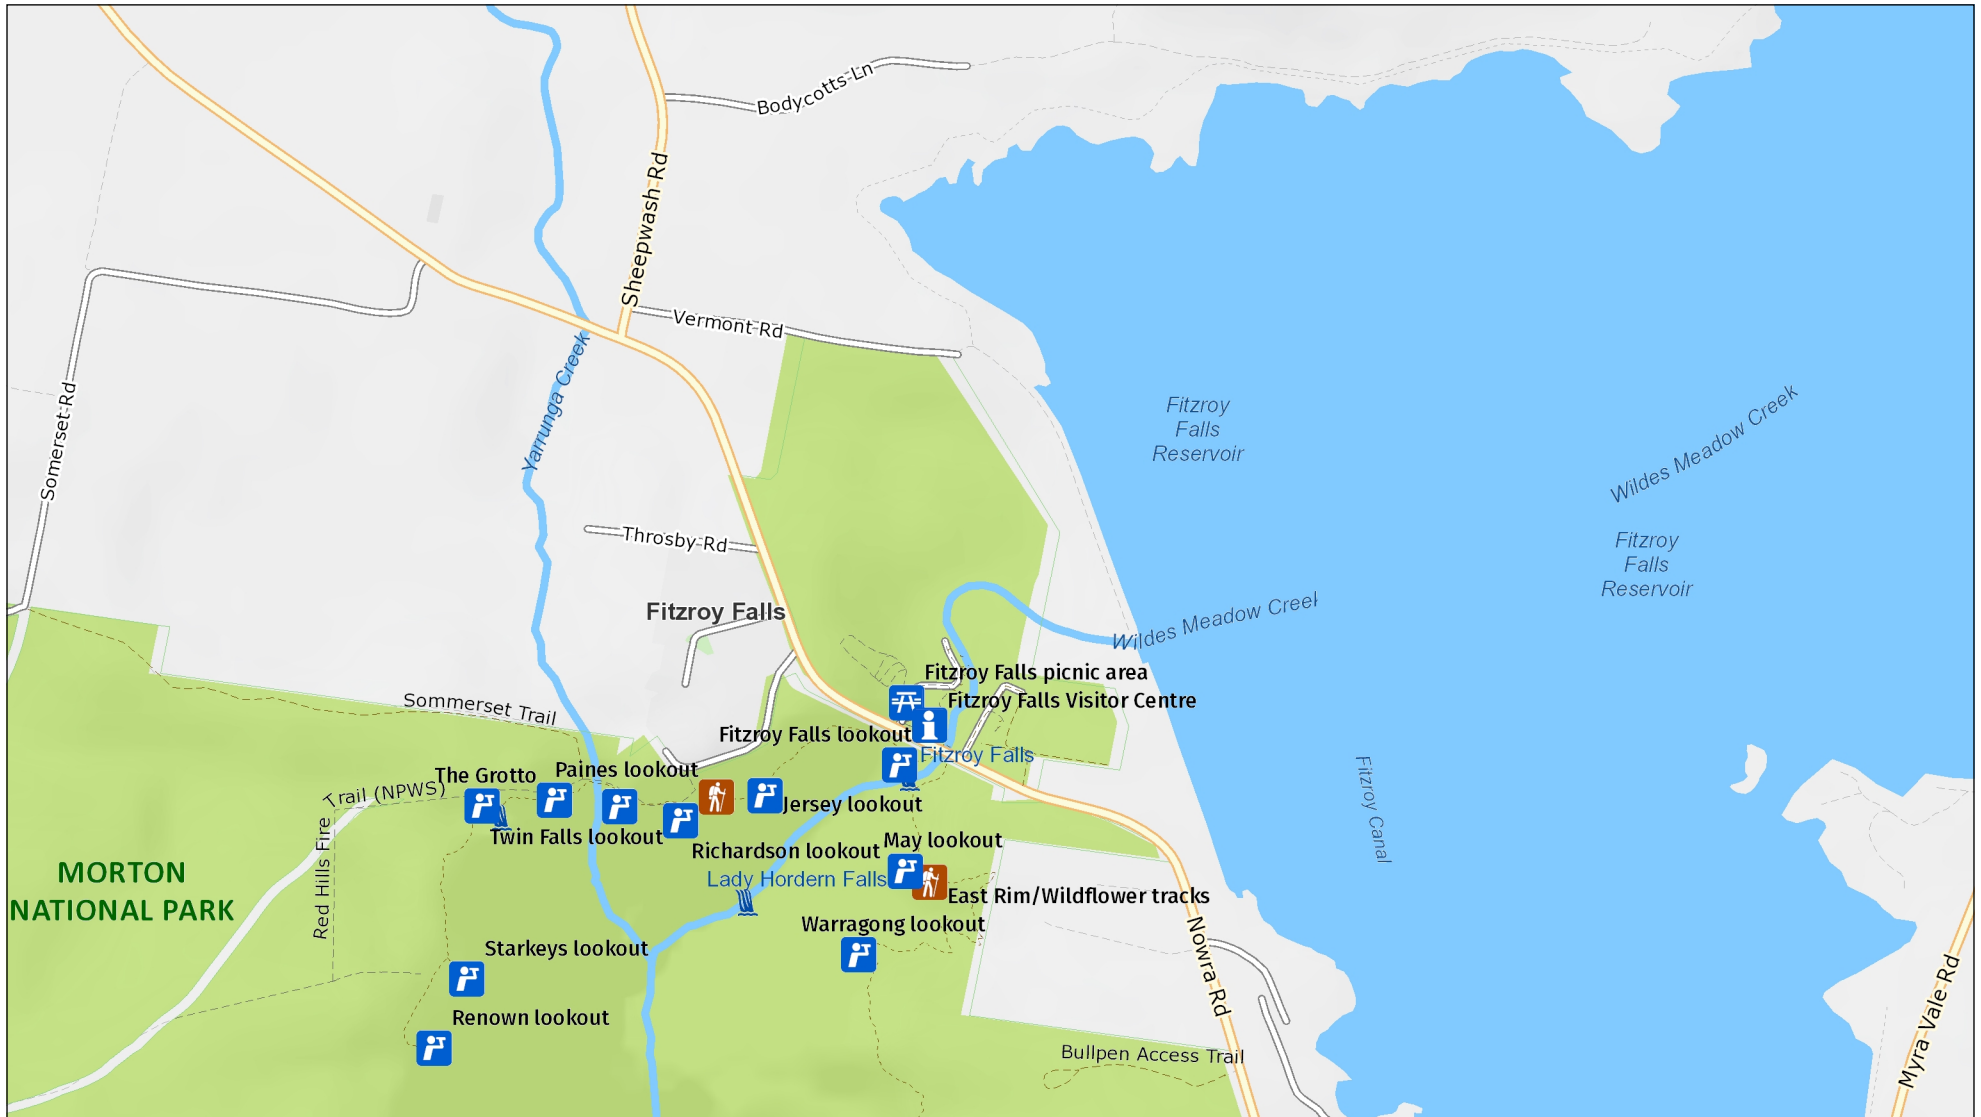 Bodycotts Ln
Sheepwash Rd
Vermont Rd
Yarrunga Creek
Somerset Rd
Fitzroy
Falls
Reservoir
Wildes Meadow Creek
Throsby Rd
Fitzroy
Falls
Reservoir
Fitzroy Falls
Wildes Meadow Creek
Fitzroy Falls picnic area
Fitzroy Falls Visitor Centre
Sommerset Trail
Fitzroy Falls lookout
Fitzroy Falls
The Grotto
Paines lookout
Red Hills Fire Trail (NPWS)
Jersey lookout
Twin Falls lookout
Fitzroy Canal
Richardson lookout
May lookout
Lady Hordern Falls
MORTON
NATIONAL PARK
East Rim/Wildflower tracks
Warragong lookout
Starkeys lookout
Nowra Rd
Renown lookout
Bullpen Access Trail
Myra Vale Rd